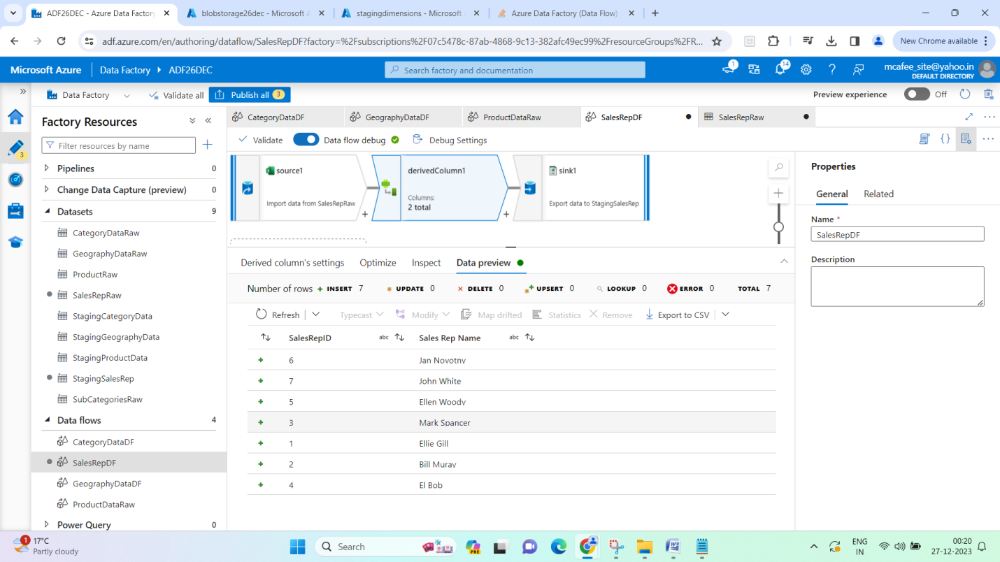 ADF26DEC - Azure Data Factory
blobstorage26dec - Microsoft A
stagingdimensions - Microsoft
Azure Data Factory (Data Flow)
adf.azure.com/en/authoring/dataflow/SalesRepDF?factory=%2Fsubscriptions%2F07c5478c-87ab-4868-9c13-382afc49ec99%2FresourceGroups%2FR...
New Chrome available
Microsoft Azure
Data Factory
ADF26DEC
Search factory and documentation
1
14
mcafee_site@yahoo.in
DEFAULT DIRECTORY
Data Factory
Validate all
Publish all 3
Preview experience
Off
Factory Resources
CategoryDataDF
GeographyDataDF
ProductDataRaw
SalesRepDF
SalesRepRaw
3
Filter resources by name
Validate
Data flow debug
Debug Settings
Pipelines 0
Change Data Capture (preview) 0
Datasets 9
CategoryDataRaw
GeographyDataRaw
ProductRaw
SalesRepRaw
StagingCategoryData
StagingGeographyData
StagingProductData
StagingSalesRep
SubCategoriesRaw
Data flows 4
CategoryDataDF
SalesRepDF
GeographyDataDF
ProductDataRaw
Power Query 0
source1
Import data from SalesRepRaw
derivedColumn1
Columns:
2 total
sink1
Export data to StagingSalesRep
Derived column's settings
Optimize
Inspect
Data preview
Number of rows INSERT 7 UPDATE 0 DELETE 0 UPSERT 0 LOOKUP 0 ERROR 0 TOTAL 7
Refresh
Typecast
Modify
Map drifted
Statistics
Remove
Export to CSV
SalesRepID abc Sales Rep Name abc
6 Jan Novotny
7 John White
5 Ellen Woody
3 Mark Spancer
1 Ellie Gill
2 Bill Muray
4 El Bob
Properties
General
Related
Name *
SalesRepDF
Description
1
17°C
Partly cloudy
Search
PRE
ENG
IN
00:20
27-12-2023